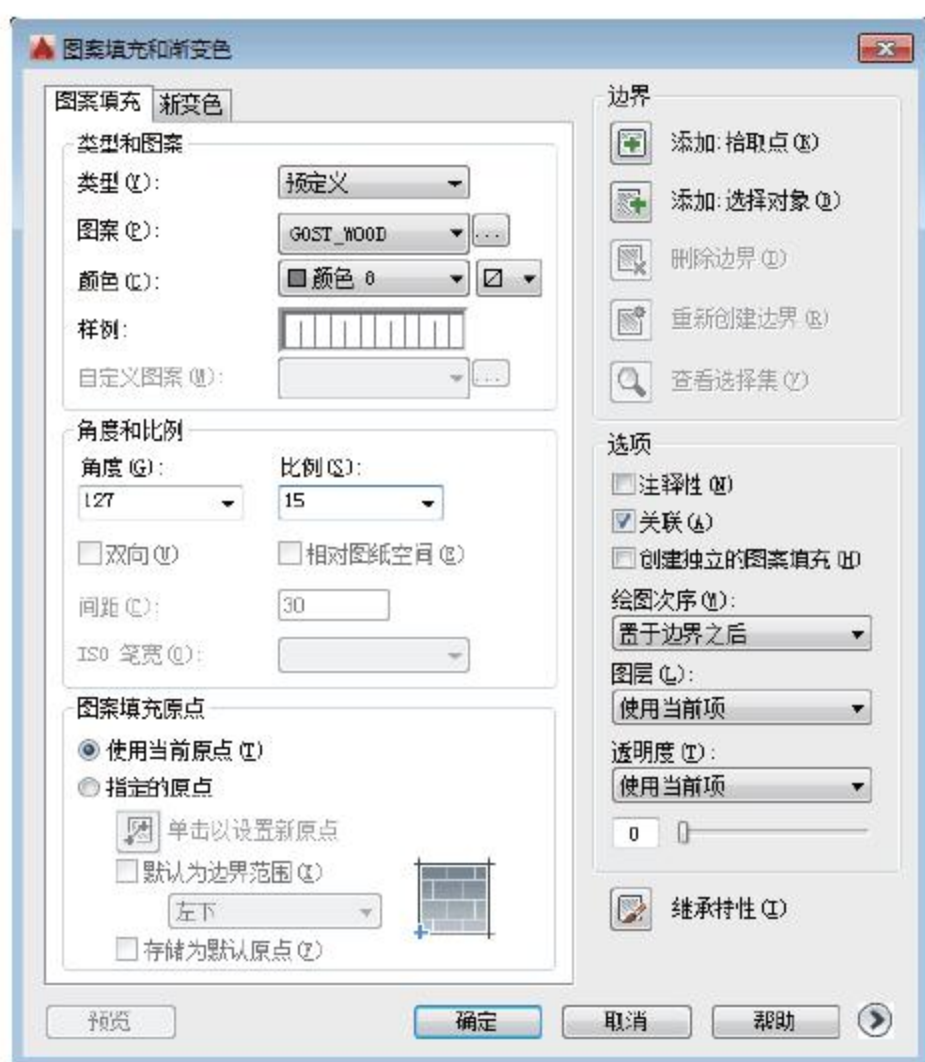 图案填充和渐变色
图案填充 渐变色
类型和图案
类型(Y):
预定义
图案(P):
GOST_WOOD
...
颜色(C):
颜色 8
样例:
自定义图案(M):
...
角度和比例
角度(G):
比例(S):
127
15
双向(U)
相对图纸空间(E)
间距(C):
30
ISO 笔宽(O):
图案填充原点
使用当前原点(T)
指定的原点
单击以设置新原点
默认为边界范围(X)
左下
存储为默认原点(F)
边界
添加:拾取点(K)
添加:选择对象(B)
删除边界(D)
重新创建边界(R)
查看选择集(V)
选项
注释性(N)
关联(A)
创建独立的图案填充(H)
绘图次序(W):
置于边界之后
图层(L):
使用当前项
透明度(T):
使用当前项
0
继承特性(I)
预览
确定
取消
帮助